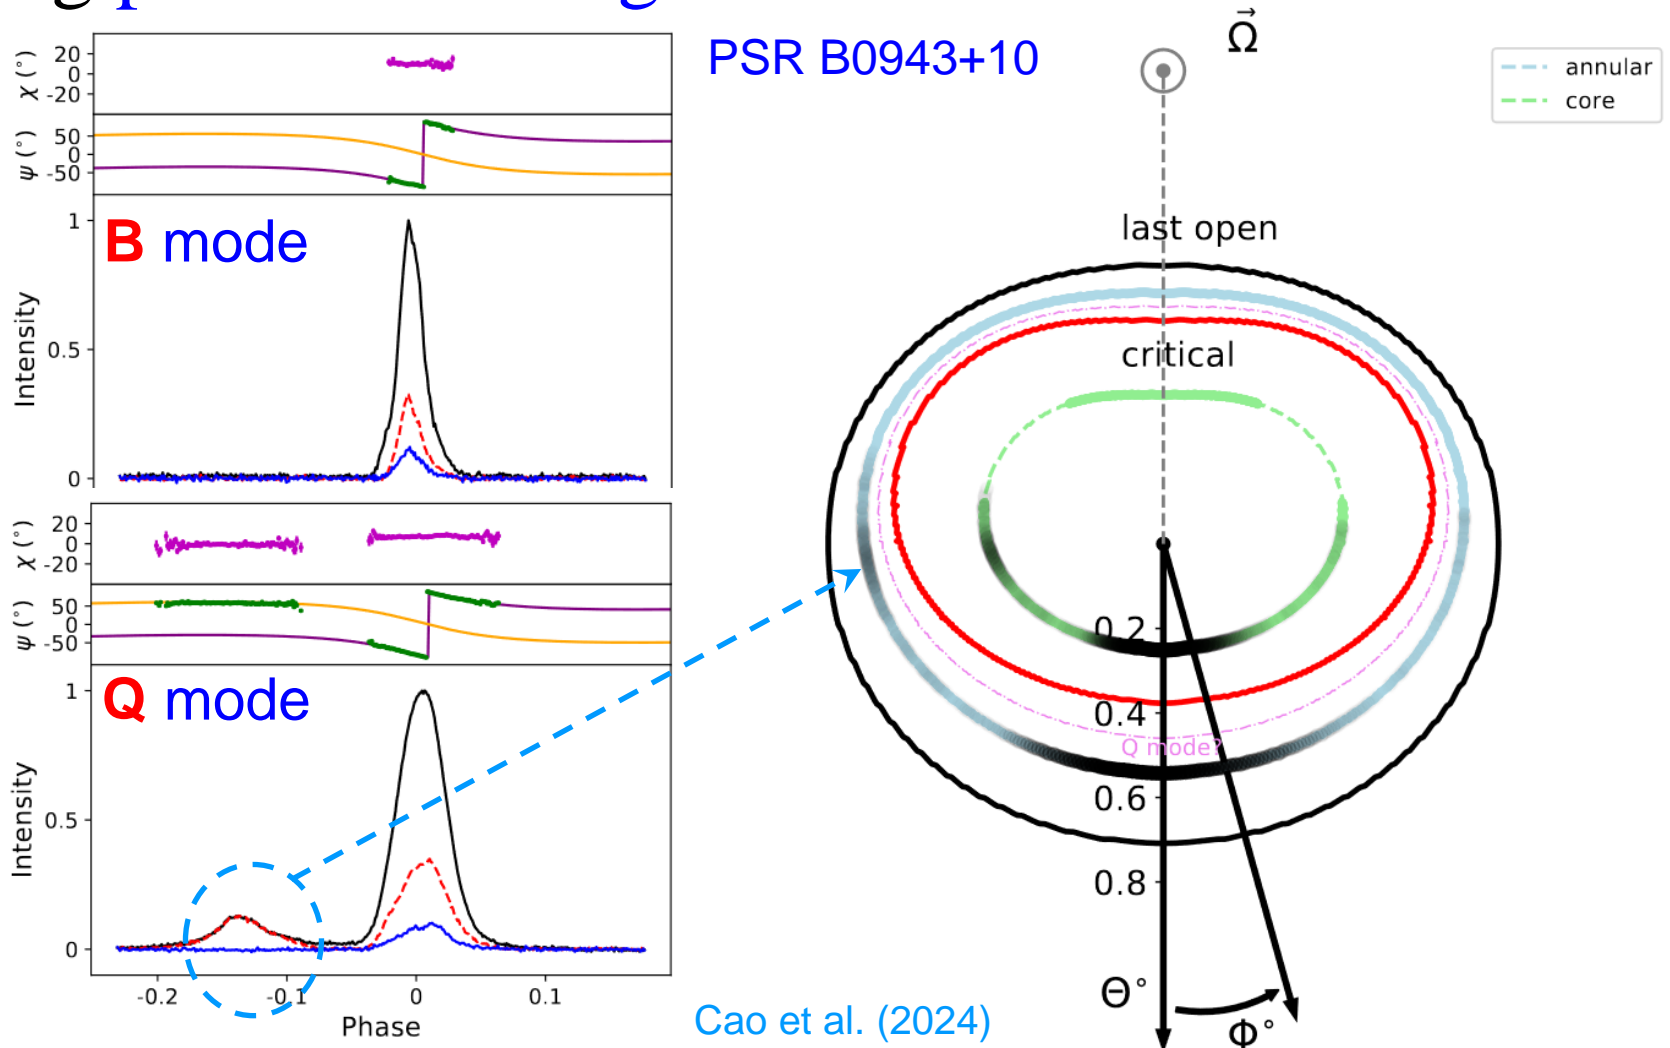 PSR B0943+10
χ (°)
20
0
-20
ψ (°)
50
0
-50
B mode
Intensity
1
0.5
0
χ (°)
20
0
-20
ψ (°)
50
0
-50
Q mode
Intensity
1
0.5
0
-0.2
-0.1
0
0.1
Phase
Ω
annular
core
last open
critical
0.2
0.4
Q mode?
0.6
0.8
Θ°
Φ°
Cao et al. (2024)